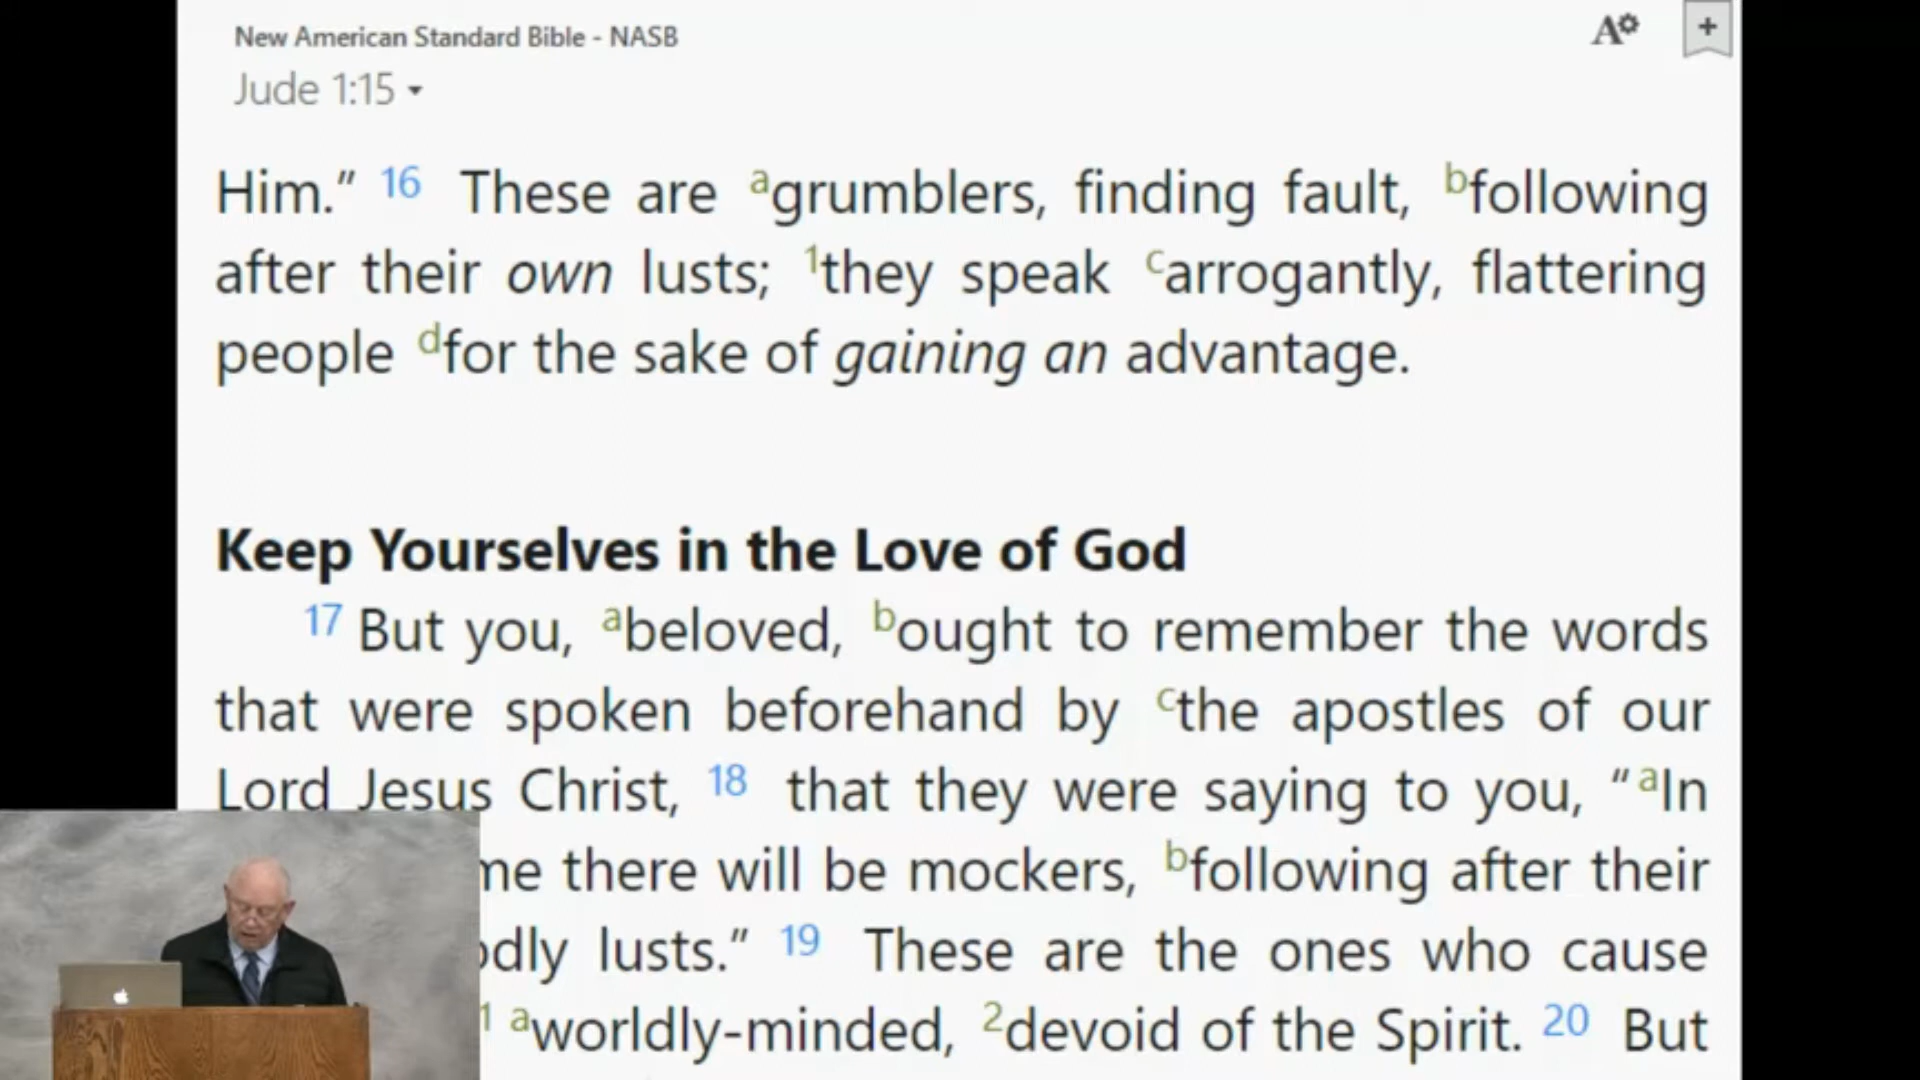 New American Standard Bible - NASB
A
+
Jude 1:15
Him.” 16 These are agrumblers, finding fault, bfollowing
after their own lusts; 1they speak carrogantly, flattering
people dfor the sake of gaining an advantage.
Keep Yourselves in the Love of God
17 But you, abeloved, bought to remember the words
that were spoken beforehand by cthe apostles of our
Lord Jesus Christ, 18 that they were saying to you, “aIn
me there will be mockers, bfollowing after their
odly lusts.” 19 These are the ones who cause
1 aworldly-minded, 2devoid of the Spirit. 20 But